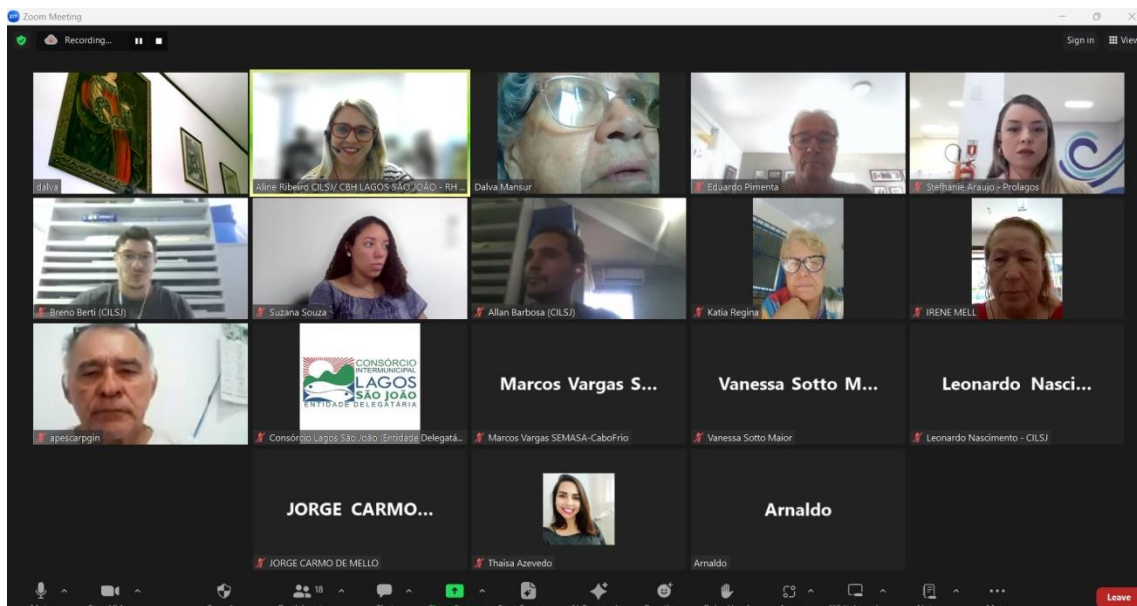 Zoom Meeting
Recording...
Sign in
View
dalva
Aline Ribeiro CILSJ/ CBH LAGOS SÃO JOÃO - RH ...
Dalva Mansur
Eduardo Pimenta
Stefhanie Araujo - Prolagos
Breno Berti (CILSJ)
Suzana Souza
Allan Barbosa (CILSJ)
Katia Regina
IRENE MELL
apescarpgin
CONSÓRCIO
INTERMUNICIPAL
LAGOS
SÃO JOÃO
ENTIDADE DELEGATÁRIA
Consórcio Lagos São João (Entidade Delegatá...
Marcos Vargas S...
Marcos Vargas SEMASA-CaboFrio
Vanessa Sotto M...
Vanessa Sotto Maior
Leonardo Nasci...
Leonardo Nascimento - CILSJ
JORGE CARMO...
JORGE CARMO DE MELLO
Thaisa Azevedo
Arnaldo
Arnaldo
18
Leave